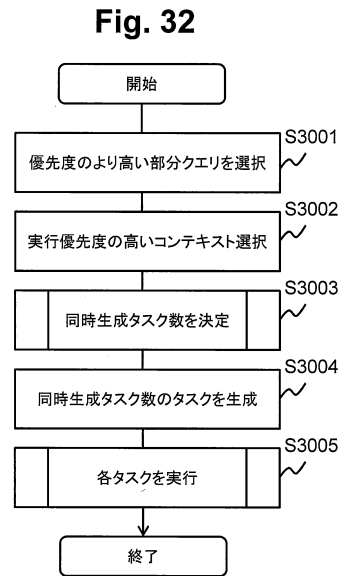 Fig. 32
開始
S3001
優先度のより高い部分クエリを選択
S3002
実行優先度の高いコンテキスト選択
S3003
同時生成タスク数を決定
S3004
同時生成タスク数のタスクを生成
S3005
各タスクを実行
終了